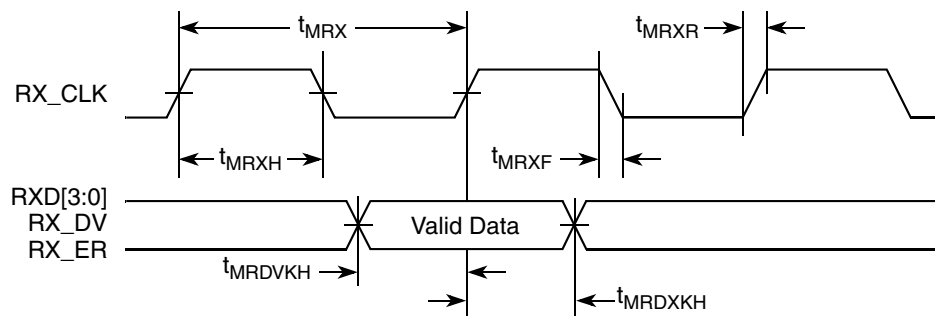 tMRX
tMRXR
RX_CLK
tMRXH
tMRXF
RXD[3:0]
RX_DV
Valid Data
RX_ER
tMRDVKH
tMRDXKH